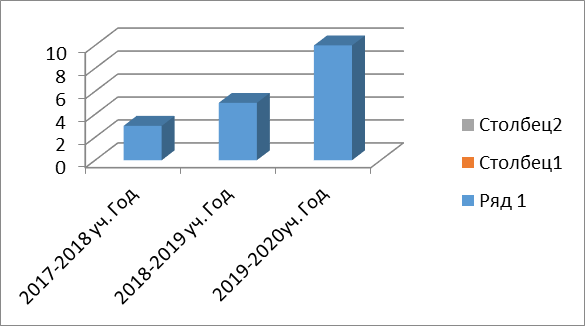 10
8
6
4
2
0
2017-2018 уч. Год
2018-2019 уч. Год
2019-2020уч. Год
Столбец2
Столбец1
Ряд 1